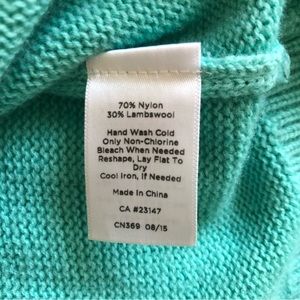 70% Nylon
30% Lambswool
Hand Wash Cold
Only Non-Chlorine
Bleach When Needed
Reshape, Lay Flat To
Dry
Cool Iron, if Needed
Made in China
CA #23147
CN369 08/15